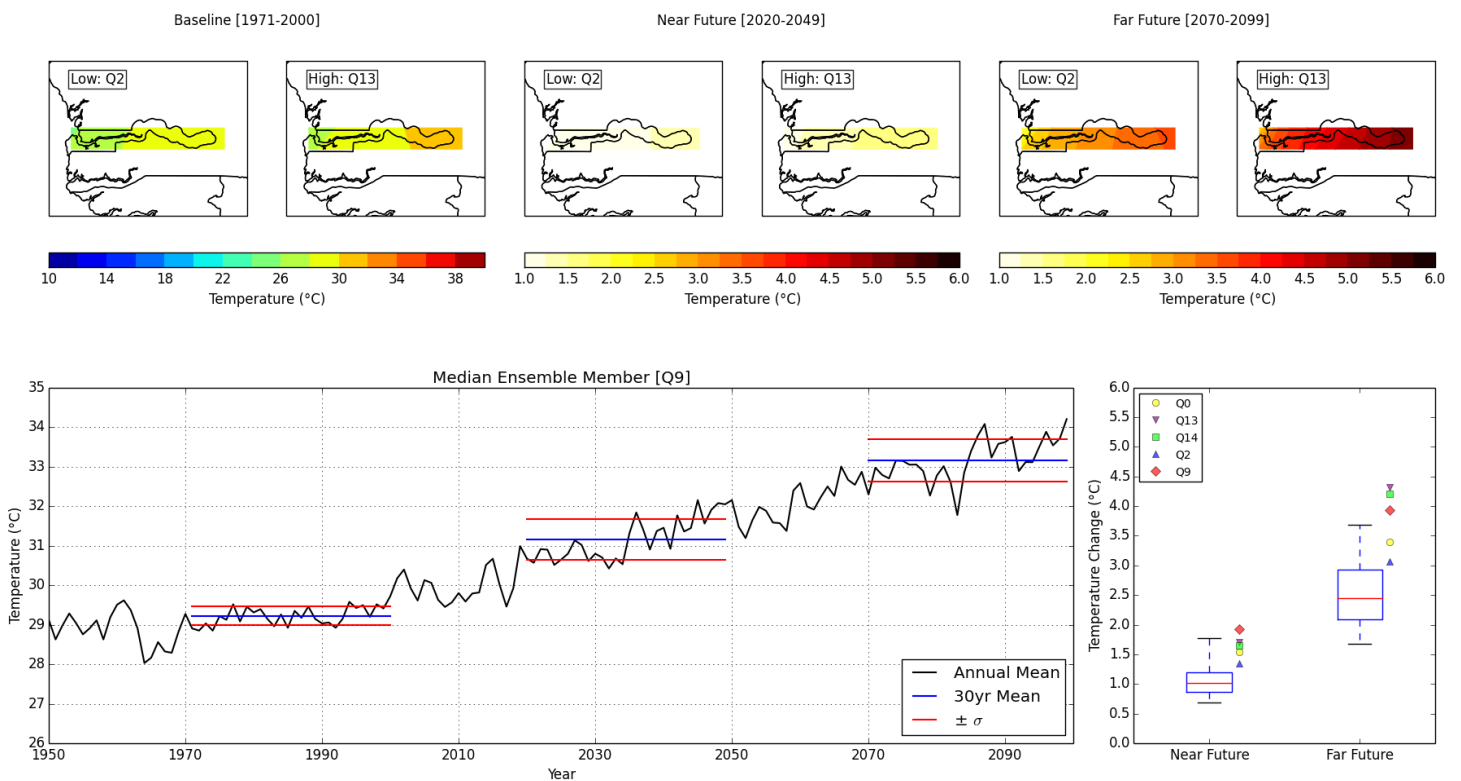 Baseline [1971-2000] Near Future [2020-2049] Far Future [2070-2099]
Low: Q2 High: Q13 Low: Q2 High: Q13 Low: Q2 High: Q13
10 14 18 22 26 30 34 38 1.0 1.5 2.0 2.5 3.0 3.5 4.0 4.5 5.0 5.5 6.0 1.0 1.5 2.0 2.5 3.0 3.5 4.0 4.5 5.0 5.5 6.0
Temperature (°C) Temperature (°C) Temperature (°C)
Median Ensemble Member [Q9]
35
34
33
32
31
30
29
28
27
26
Temperature (°C)
1950 1970 1990 2010 2030 2050 2070 2090
Year
Annual Mean
30yr Mean
± σ
6.0
5.5
5.0
4.5
4.0
3.5
3.0
2.5
2.0
1.5
1.0
0.5
0.0
Temperature Change (°C)
Q0
Q13
Q14
Q2
Q9
Near Future Far Future